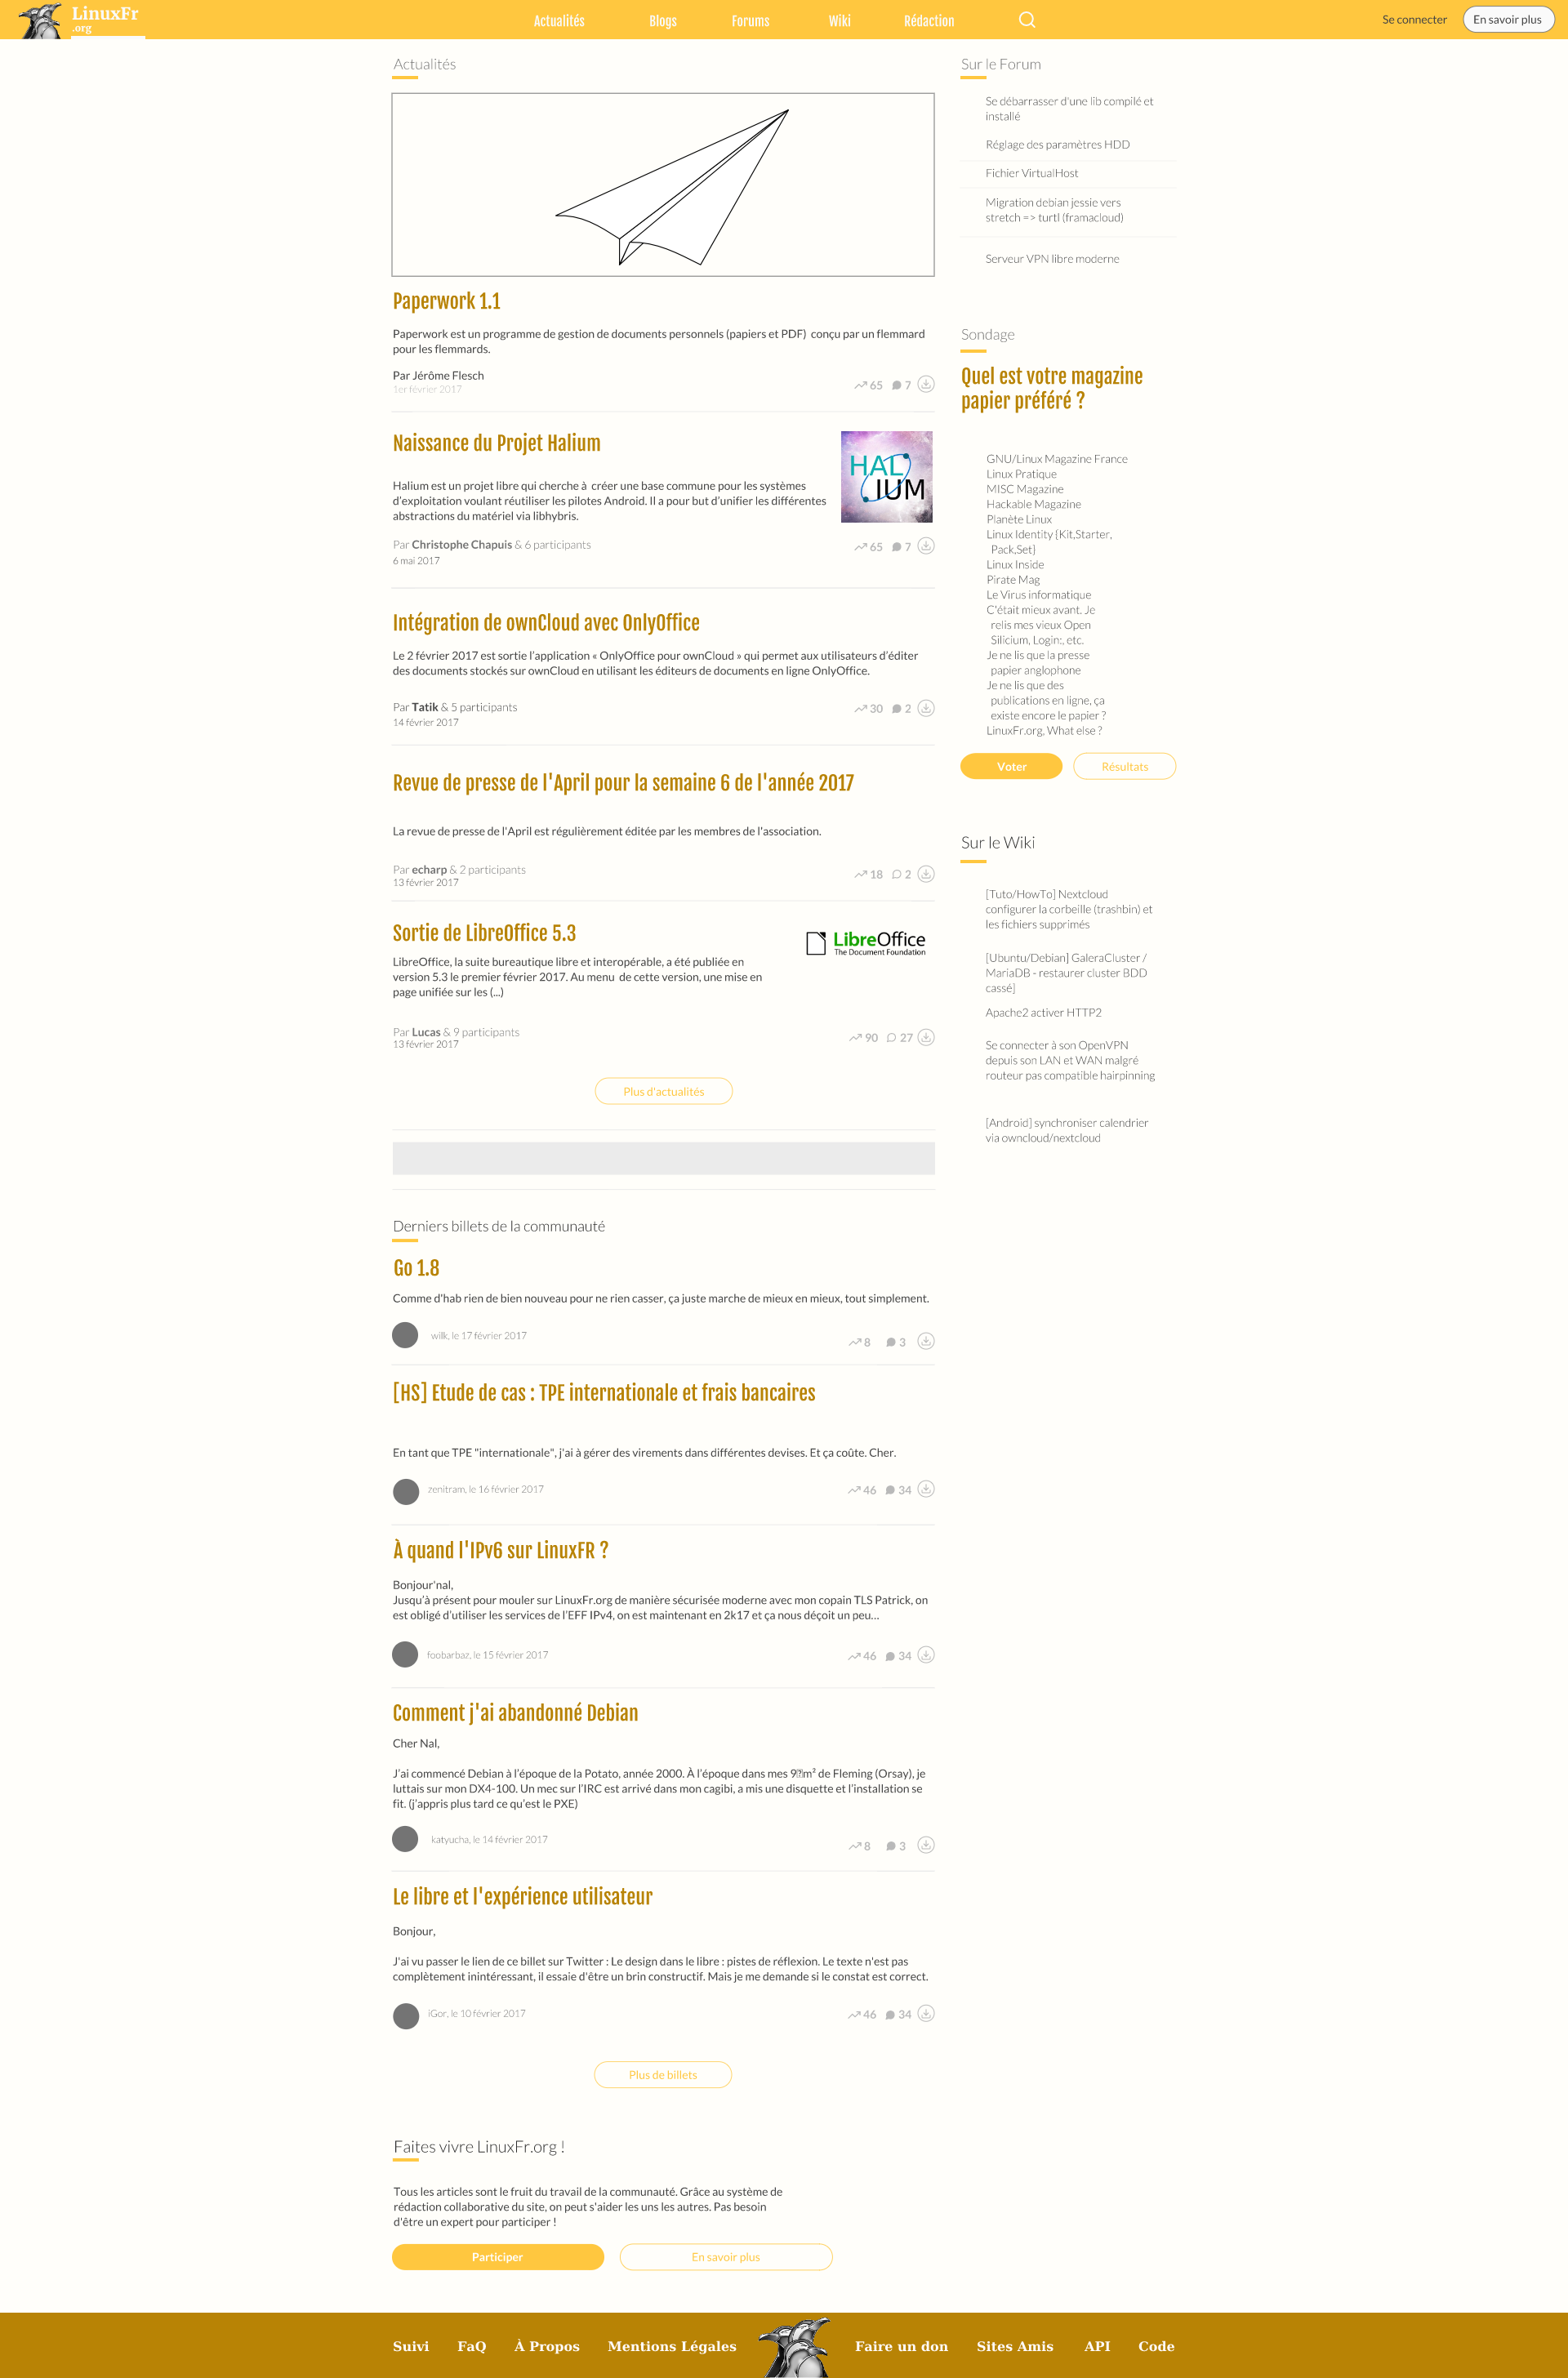 LinuxFr
.org
Actualités
Blogs
Forums
Wiki
Rédaction
Se connecter
En savoir plus
Actualités
Paperwork 1.1
Paperwork est un programme de gestion de documents personnels (papiers et PDF) conçu par un flemmard
pour les flemmards.
Par Jérôme Flesch
1er février 2017
65
7
Naissance du Projet Halium
HALIUM
Halium est un projet libre qui cherche à créer une base commune pour les systèmes
d’exploitation voulant réutiliser les pilotes Android. Il a pour but d’unifier les différentes
abstractions du matériel via libhybris.
Par Christophe Chapuis & 6 participants
6 mai 2017
65
7
Intégration de ownCloud avec OnlyOffice
Le 2 février 2017 est sortie l’application « OnlyOffice pour ownCloud » qui permet aux utilisateurs d’éditer
des documents stockés sur ownCloud en utilisant les éditeurs de documents en ligne OnlyOffice.
Par Tatik & 5 participants
14 février 2017
30
2
Revue de presse de l'April pour la semaine 6 de l'année 2017
La revue de presse de l'April est régulièrement éditée par les membres de l'association.
Par echarp & 2 participants
13 février 2017
18
2
Sortie de LibreOffice 5.3
LibreOffice
The Document Foundation
LibreOffice, la suite bureautique libre et interopérable, a été publiée en
version 5.3 le premier février 2017. Au menu de cette version, une mise en
page unifiée sur les (...)
Par Lucas & 9 participants
13 février 2017
90
27
Plus d'actualités
Derniers billets de la communauté
Go 1.8
Comme d'hab rien de bien nouveau pour ne rien casser, ça juste marche de mieux en mieux, tout simplement.
wilk, le 17 février 2017
8
3
[HS] Etude de cas : TPE internationale et frais bancaires
En tant que TPE "internationale", j'ai à gérer des virements dans différentes devises. Et ça coûte. Cher.
zenitram, le 16 février 2017
46
34
À quand l'IPv6 sur LinuxFR ?
Bonjour'nal,
Jusqu’à présent pour mouler sur LinuxFr.org de manière sécurisée moderne avec mon copain TLS Patrick, on
est obligé d’utiliser les services de l’EFF IPv4, on est maintenant en 2k17 et ça nous déçoit un peu…
foobarbaz, le 15 février 2017
46
34
Comment j'ai abandonné Debian
Cher Nal,
J’ai commencé Debian à l’époque de la Potato, année 2000. À l’époque dans mes 9 m² de Fleming (Orsay), je
luttais sur mon DX4-100. Un mec sur l’IRC est arrivé dans mon cagibi, a mis une disquette et l’installation se
fit. (j’appris plus tard ce qu’est le PXE)
katyucha, le 14 février 2017
8
3
Le libre et l'expérience utilisateur
Bonjour,
J'ai vu passer le lien de ce billet sur Twitter : Le design dans le libre : pistes de réflexion. Le texte n'est pas
complètement inintéressant, il essaie d'être un brin constructif. Mais je me demande si le constat est correct.
iGor, le 10 février 2017
46
34
Plus de billets
Faites vivre LinuxFr.org !
Tous les articles sont le fruit du travail de la communauté. Grâce au système de
rédaction collaborative du site, on peut s'aider les uns les autres. Pas besoin
d'être un expert pour participer !
Participer
En savoir plus
Sur le Forum
Se débarrasser d'une lib compilé et
installé
Réglage des paramètres HDD
Fichier VirtualHost
Migration debian jessie vers
stretch => turtl (framacloud)
Serveur VPN libre moderne
Sondage
Quel est votre magazine
papier préféré ?
GNU/Linux Magazine France
Linux Pratique
MISC Magazine
Hackable Magazine
Planète Linux
Linux Identity {Kit,Starter,
Pack,Set}
Linux Inside
Pirate Mag
Le Virus informatique
C'était mieux avant. Je
relis mes vieux Open
Silicium, Login:, etc.
Je ne lis que la presse
papier anglophone
Je ne lis que des
publications en ligne, ça
existe encore le papier ?
LinuxFr.org, What else ?
Voter
Résultats
Sur le Wiki
[Tuto/HowTo] Nextcloud
configurer la corbeille (trashbin) et
les fichiers supprimés
[Ubuntu/Debian] GaleraCluster /
MariaDB - restaurer cluster BDD
cassé]
Apache2 activer HTTP2
Se connecter à son OpenVPN
depuis son LAN et WAN malgré
routeur pas compatible hairpinning
[Android] synchroniser calendrier
via owncloud/nextcloud
Suivi
FaQ
À Propos
Mentions Légales
Faire un don
Sites Amis
API
Code